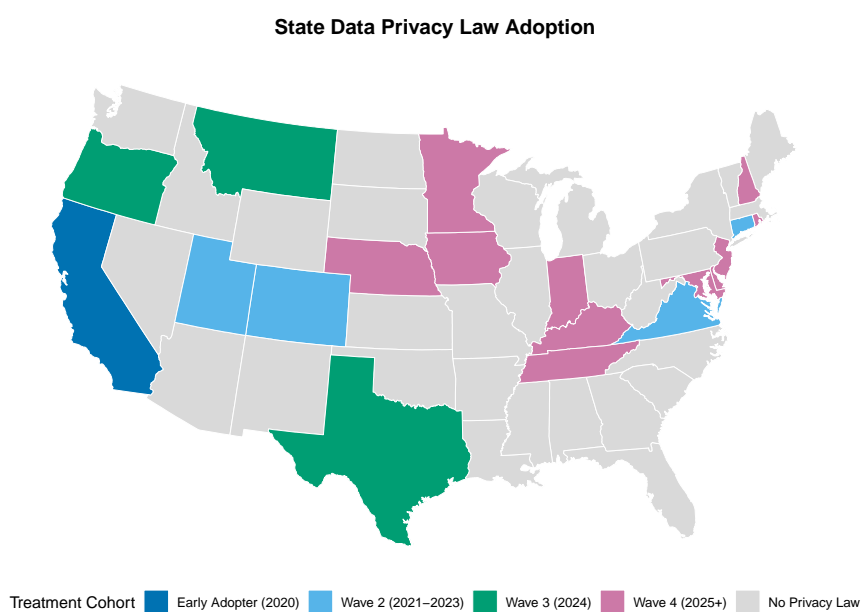 State Data Privacy Law Adoption
Treatment Cohort Early Adopter (2020) Wave 2 (2021–2023) Wave 3 (2024) Wave 4 (2025+) No Privacy Law